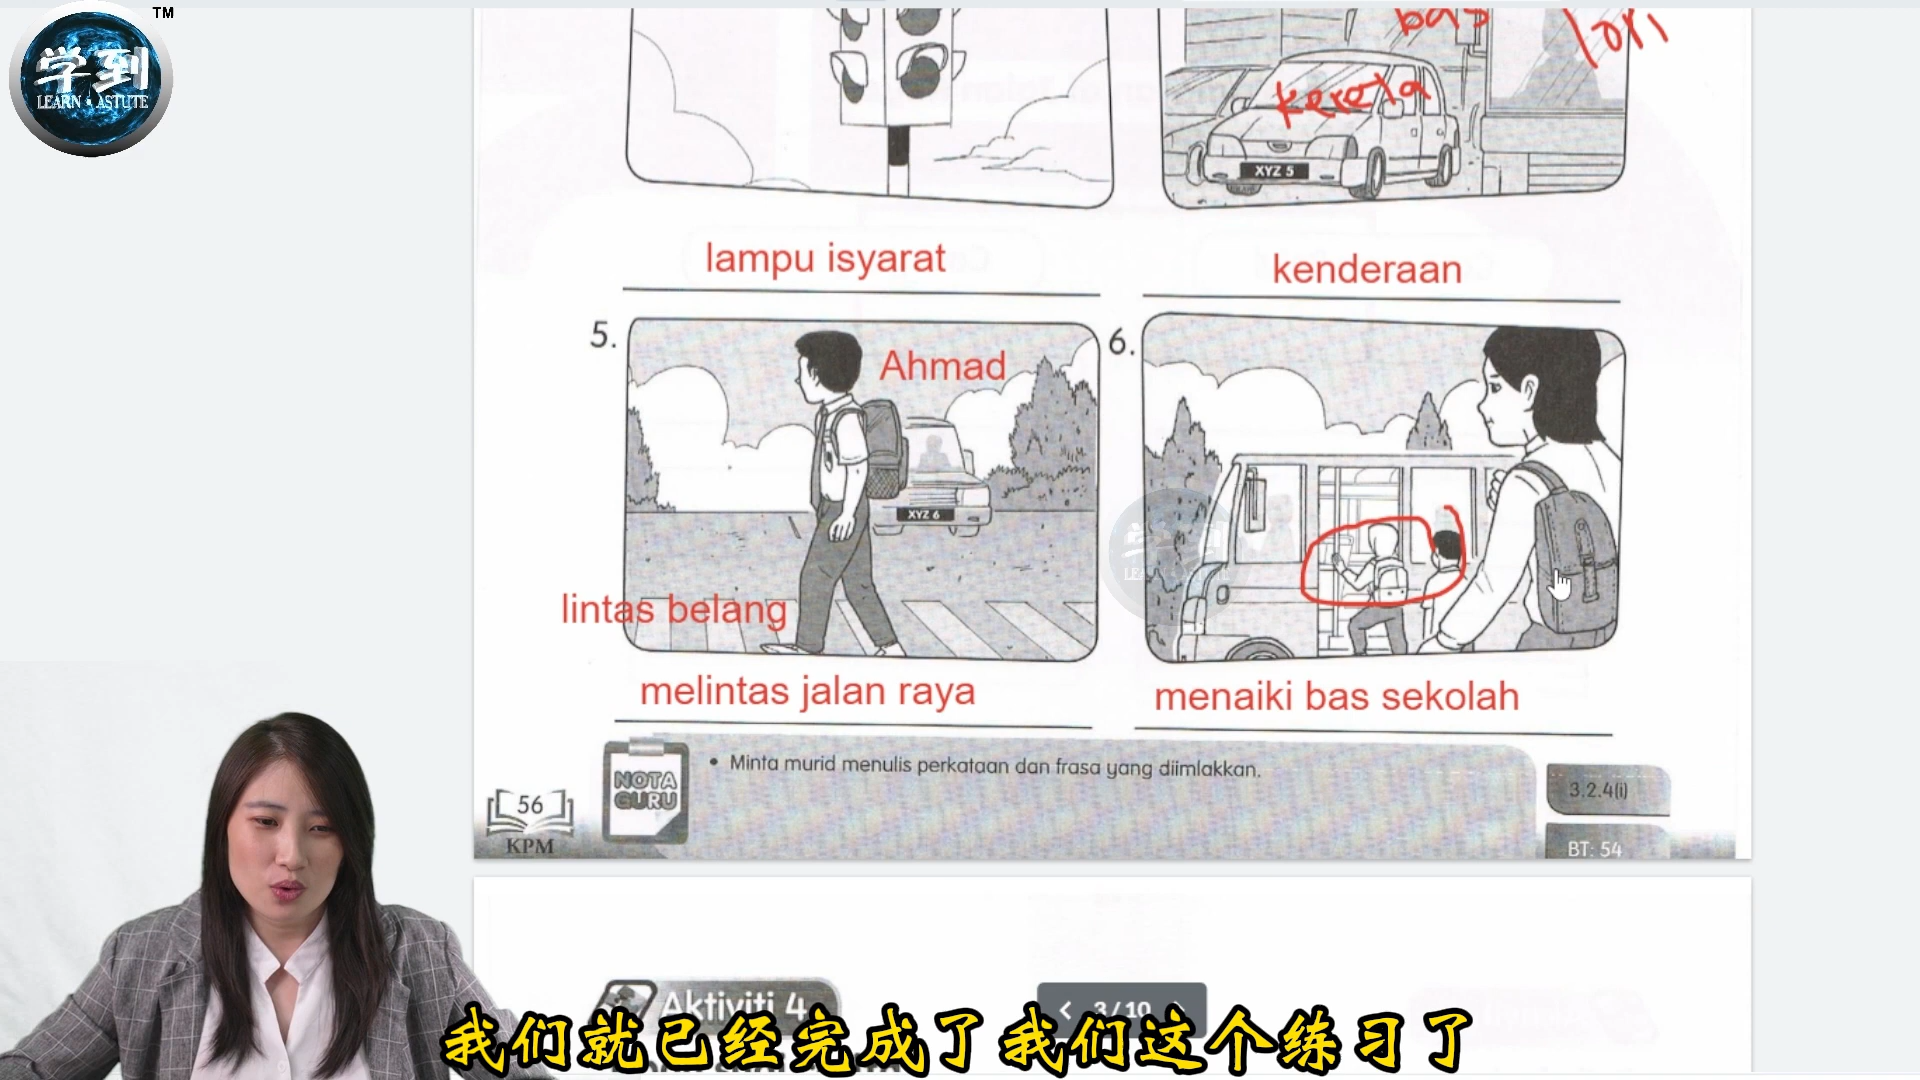 TM
学到
LEARN ASTUTE
bas
lori
kereta
XYZ 5
lampu isyarat
kenderaan
5.
6.
Ahmad
XYZ 6
lintas belang
melintas jalan raya
menaiki bas sekolah
NOTA GURU
• Minta murid menulis perkataan dan frasa yang diimlakkan.
56
KPM
3.2.4(i)
BT: 54
Aktiviti 4
3 / 10
我们就已经完成了我们这个练习了